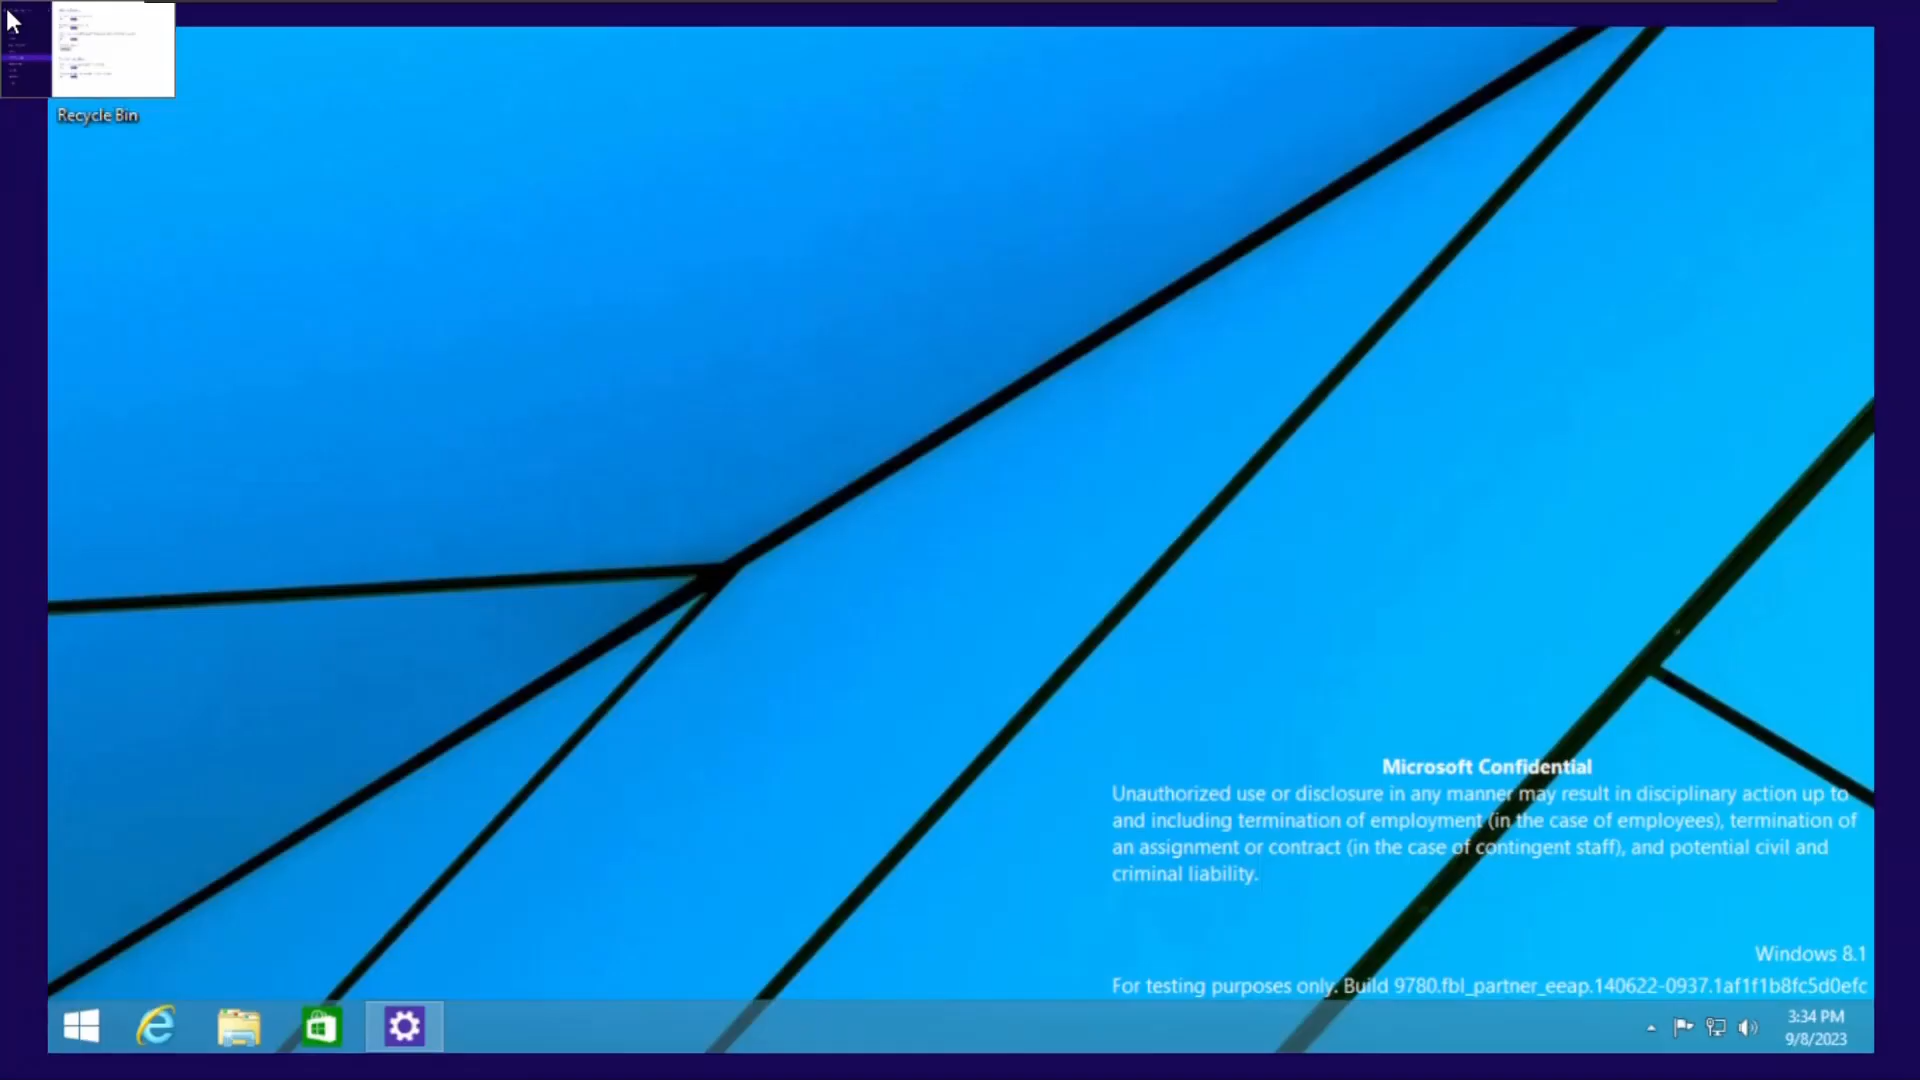 Recycle Bin
Microsoft Confidential
Unauthorized use or disclosure in any manner may result in disciplinary action up to
and including termination of employment (in the case of employees), termination of
an assignment or contract (in the case of contingent staff), and potential civil and
criminal liability.
Windows 8.1
For testing purposes only. Build 9780.fbl_partner_eeap.140622-0937.1af1f1b8fc5d0efc
3:34 PM
9/8/2023